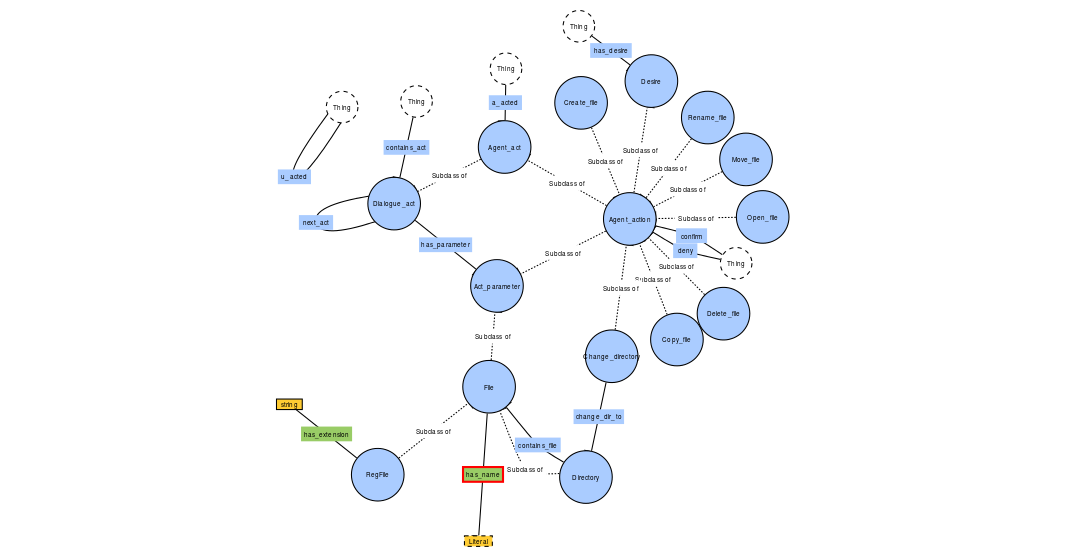 Thing
has_desire
Thing
Desire
Thing
Thing
a_acted
Create_file
Rename_file
contains_act
Agent_act
Subclass of
Subclass of
Move_file
u_acted
Subclass of
Subclass of
Subclass of
Subclass of
Dialogue_act
next_act
Agent_action
Subclass of
Open_file
confirm
has_parameter
deny
Subclass of
Thing
Subclass of
Subclass of
Act_parameter
Subclass of
Delete_file
Subclass of
Copy_file
Change_directory
File
string
change_dir_to
has_extension
Subclass of
contains_file
RegFile
has_name
Subclass of
Directory
Literal